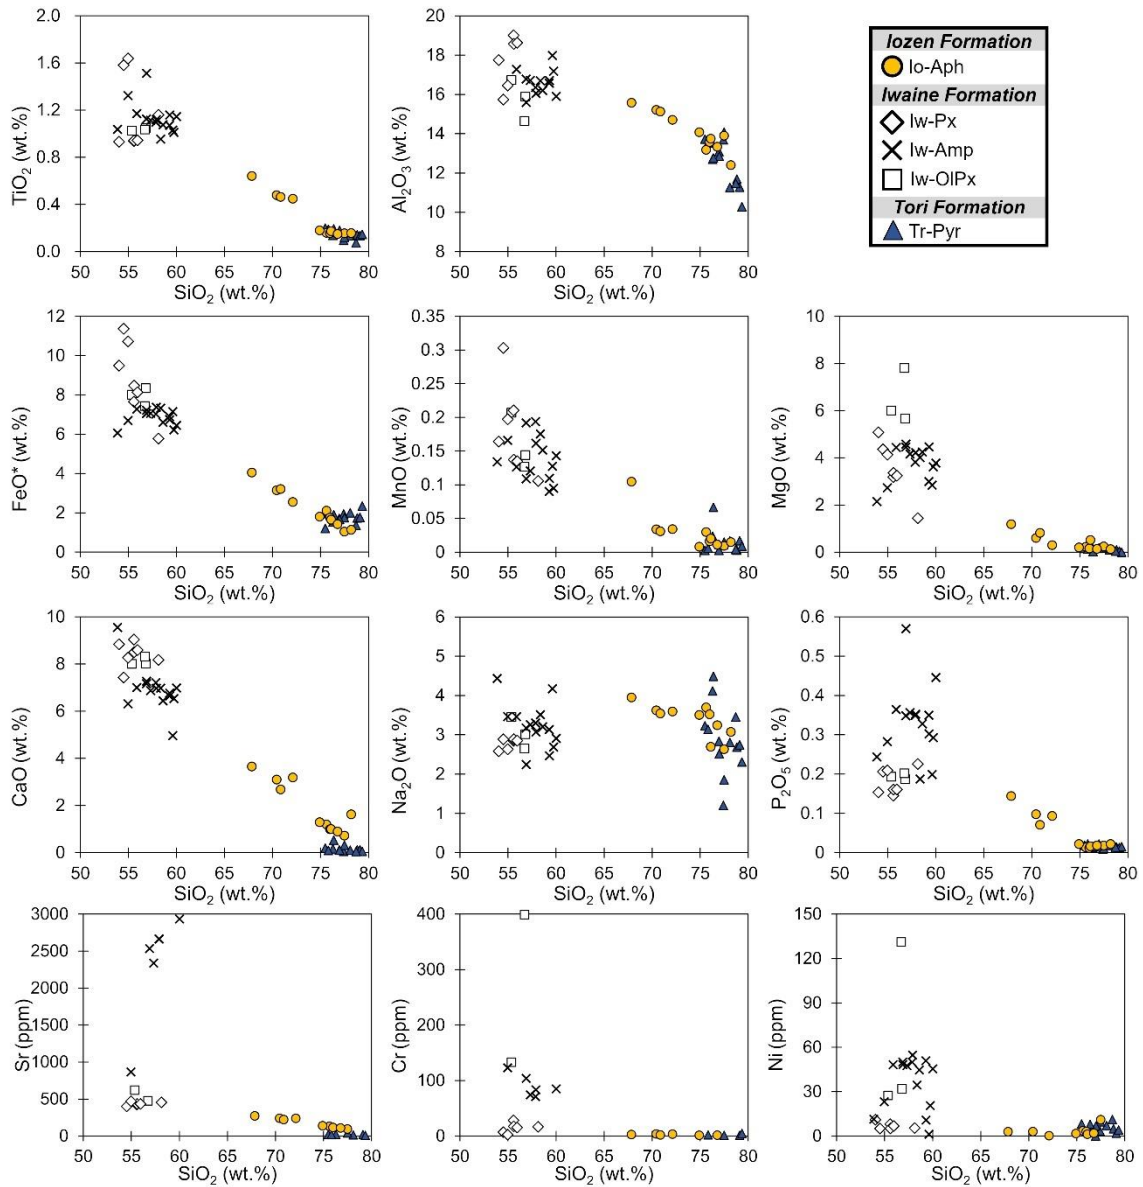 2.0
1.6
1.2
0.8
0.4
0.0
TiO₂ (wt.%)
50 55 60 65 70 75 80
SiO₂ (wt.%)
20
18
16
14
12
10
8
Al₂O₃ (wt.%)
50 55 60 65 70 75 80
SiO₂ (wt.%)
Iozen Formation
Io-Aph
Iwaine Formation
Iw-Px
Iw-Amp
Iw-OlPx
Tori Formation
Tr-Pyr
12
10
8
6
4
2
0
FeO* (wt.%)
50 55 60 65 70 75 80
SiO₂ (wt.%)
0.35
0.3
0.25
0.2
0.15
0.1
0.05
0
MnO (wt.%)
50 55 60 65 70 75 80
SiO₂ (wt.%)
10
8
6
4
2
0
MgO (wt.%)
50 55 60 65 70 75 80
SiO₂ (wt.%)
10
8
6
4
2
0
CaO (wt.%)
50 55 60 65 70 75 80
SiO₂ (wt.%)
6
5
4
3
2
1
0
Na₂O (wt.%)
50 55 60 65 70 75 80
SiO₂ (wt.%)
0.6
0.5
0.4
0.3
0.2
0.1
0
P₂O₅ (wt.%)
50 55 60 65 70 75 80
SiO₂ (wt.%)
3000
2500
2000
1500
1000
500
0
Sr (ppm)
50 55 60 65 70 75 80
SiO₂ (wt.%)
400
300
200
100
0
Cr (ppm)
50 55 60 65 70 75 80
SiO₂ (wt.%)
150
120
90
60
30
0
Ni (ppm)
50 55 60 65 70 75 80
SiO₂ (wt.%)